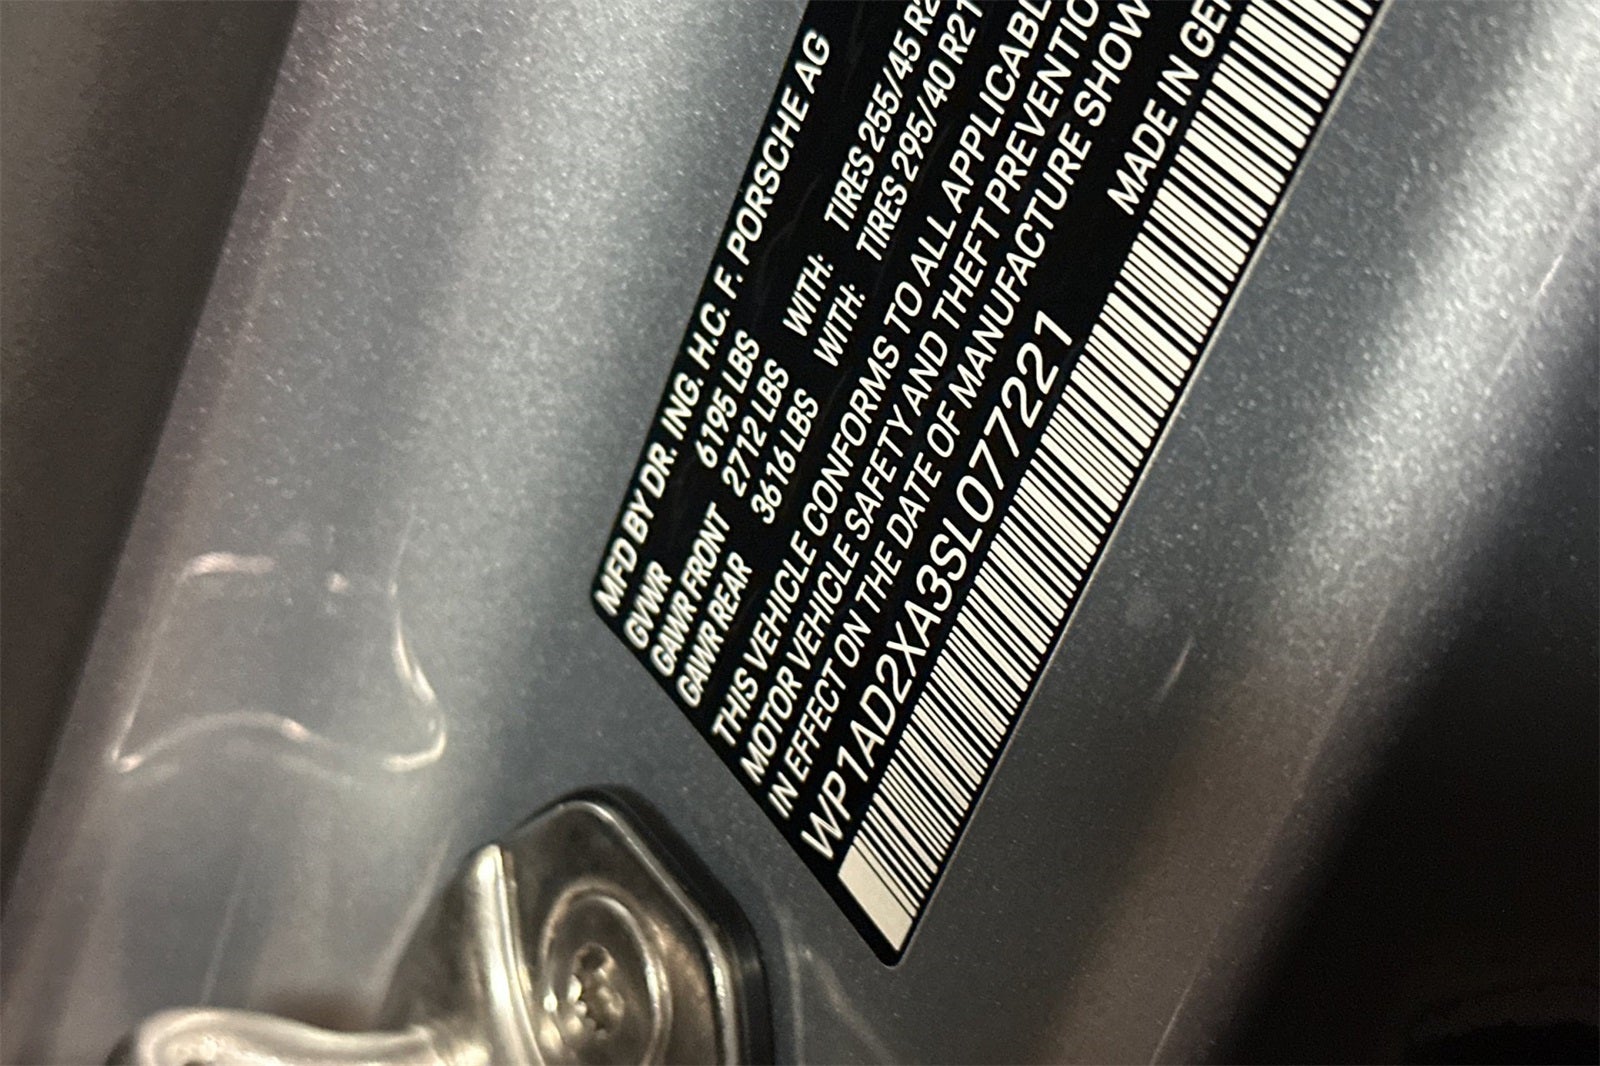 MFD BY DR. ING. H.C. F. PORSCHE AG
GVWR 6195 LBS
GAWR FRONT 2712 LBS WITH: TIRES 255/45
GAWR REAR 3616 LBS WITH: TIRES 295/40 R21
THIS VEHICLE CONFORMS TO ALL
MOTOR VEHICLE SAFETY AND THEFT PREVENTION
IN EFFECT ON THE DATE OF MANUFACTURE SHOWN
MADE IN
WP1AD2XA3SL077221